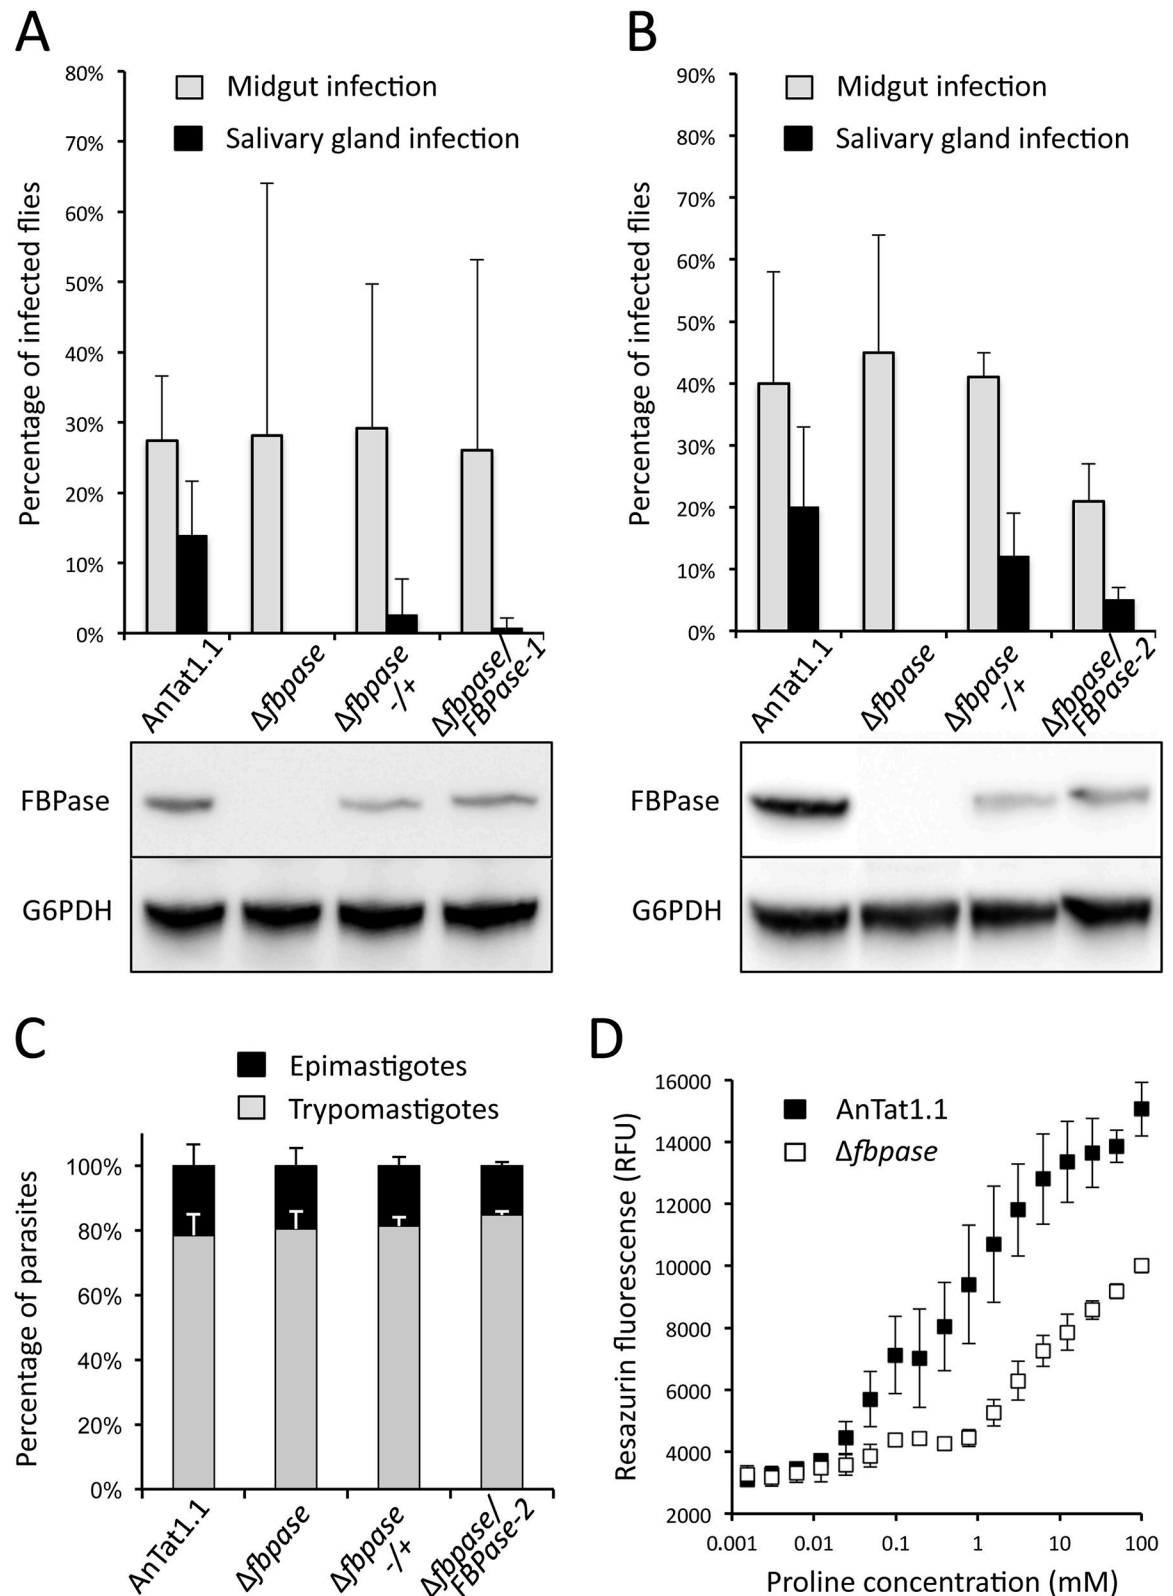 A
80%
70%
60%
50%
40%
30%
20%
10%
0%
Percentage of infected flies
Midgut infection
Salivary gland infection
AnTat1.1
Δfbpase
Δfbpase
-/+
Δfbpase/
FBPase-1
FBPase
G6PDH
B
90%
80%
70%
60%
50%
40%
30%
20%
10%
0%
Percentage of infected flies
Midgut infection
Salivary gland infection
AnTat1.1
Δfbpase
Δfbpase
-/+
Δfbpase/
FBPase-2
FBPase
G6PDH
C
Epimastigotes
Trypomastigotes
100%
80%
60%
40%
20%
0%
Percentage of parasites
AnTat1.1
Δfbpase
Δfbpase
-/+
Δfbpase/
FBPase-2
D
16000
14000
12000
10000
8000
6000
4000
2000
Resazurin fluorescense (RFU)
AnTat1.1
Δfbpase
0.001 0.01 0.1 1 10 100
Proline concentration (mM)